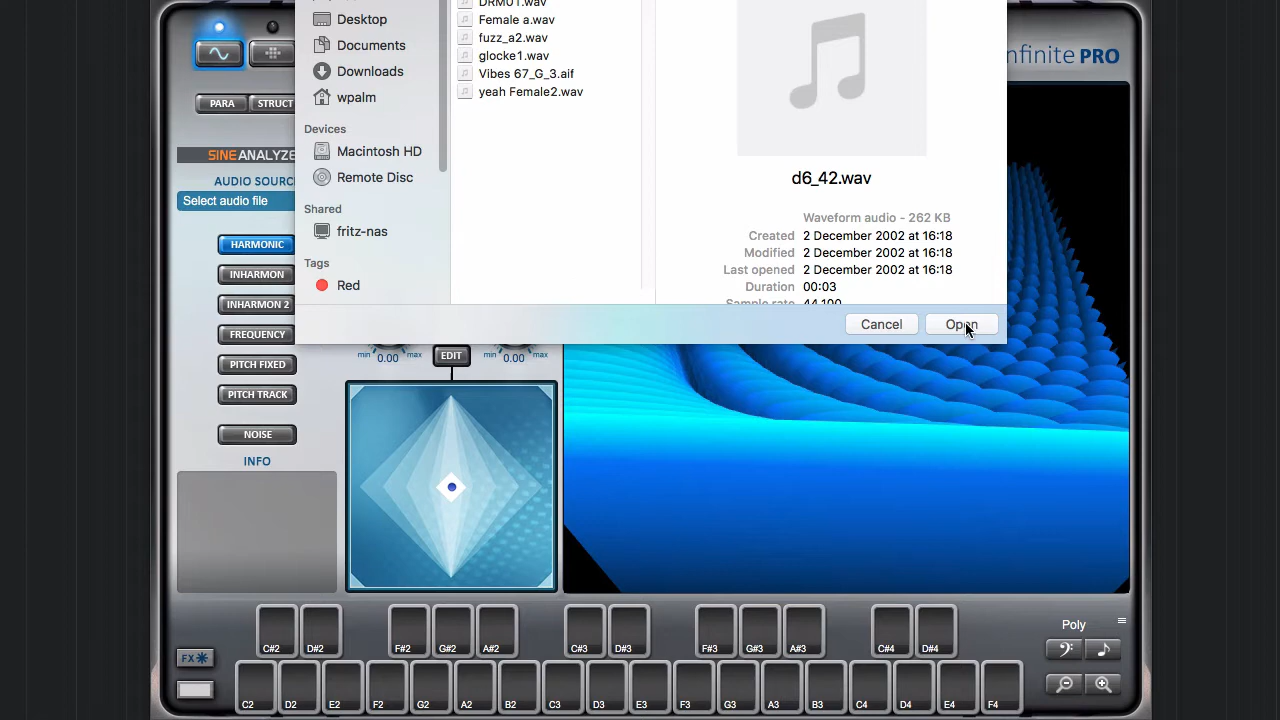 Desktop
Documents
Downloads
wpalm
Devices
Macintosh HD
Remote Disc
Shared
fritz-nas
Tags
Red
DRM01.wav
Female a.wav
fuzz_a2.wav
glocke1.wav
Vibes 67_G_3.aif
yeah Female2.wav
d6_42.wav
Waveform audio - 262 KB
Created 2 December 2002 at 16:18
Modified 2 December 2002 at 16:18
Last opened 2 December 2002 at 16:18
Duration 00:03
Sample rate 44.100
Cancel
Open
nfinite PRO
PARA
STRUCT
SINEANALYZE
AUDIO SOURC
Select audio file
HARMONIC
INHARMON
INHARMON 2
FREQUENCY
PITCH FIXED
PITCH TRACK
NOISE
INFO
min 0.00 max
EDIT
min 0.00 max
Poly
C#2 D#2 F#2 G#2 A#2 C#3 D#3 F#3 G#3 A#3 C#4 D#4
FX
C2 D2 E2 F2 G2 A2 B2 C3 D3 E3 F3 G3 A3 B3 C4 D4 E4 F4